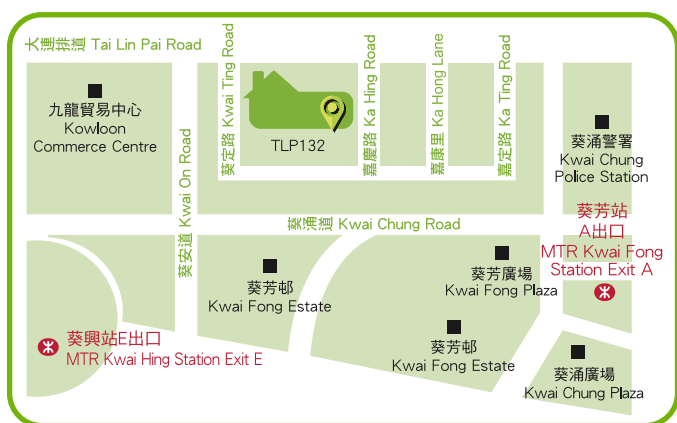 大連排道 Tai Lin Pai Road
九龍貿易中心
Kowloon
Commerce Centre
葵安道 Kwai On Road
葵定路 Kwai Ting Road
TLP132
嘉慶路 Ka Hing Road
嘉康里 Ka Hong Lane
嘉定路 Ka Ting Road
葵涌警署
Kwai Chung
Police Station
葵涌道 Kwai Chung Road
葵芳站
A出口
MTR Kwai Fong
Station Exit A
葵芳邨
Kwai Fong Estate
葵芳廣場
Kwai Fong Plaza
葵興站E出口
MTR Kwai Hing Station Exit E
葵芳邨
Kwai Fong Estate
葵涌廣場
Kwai Chung Plaza